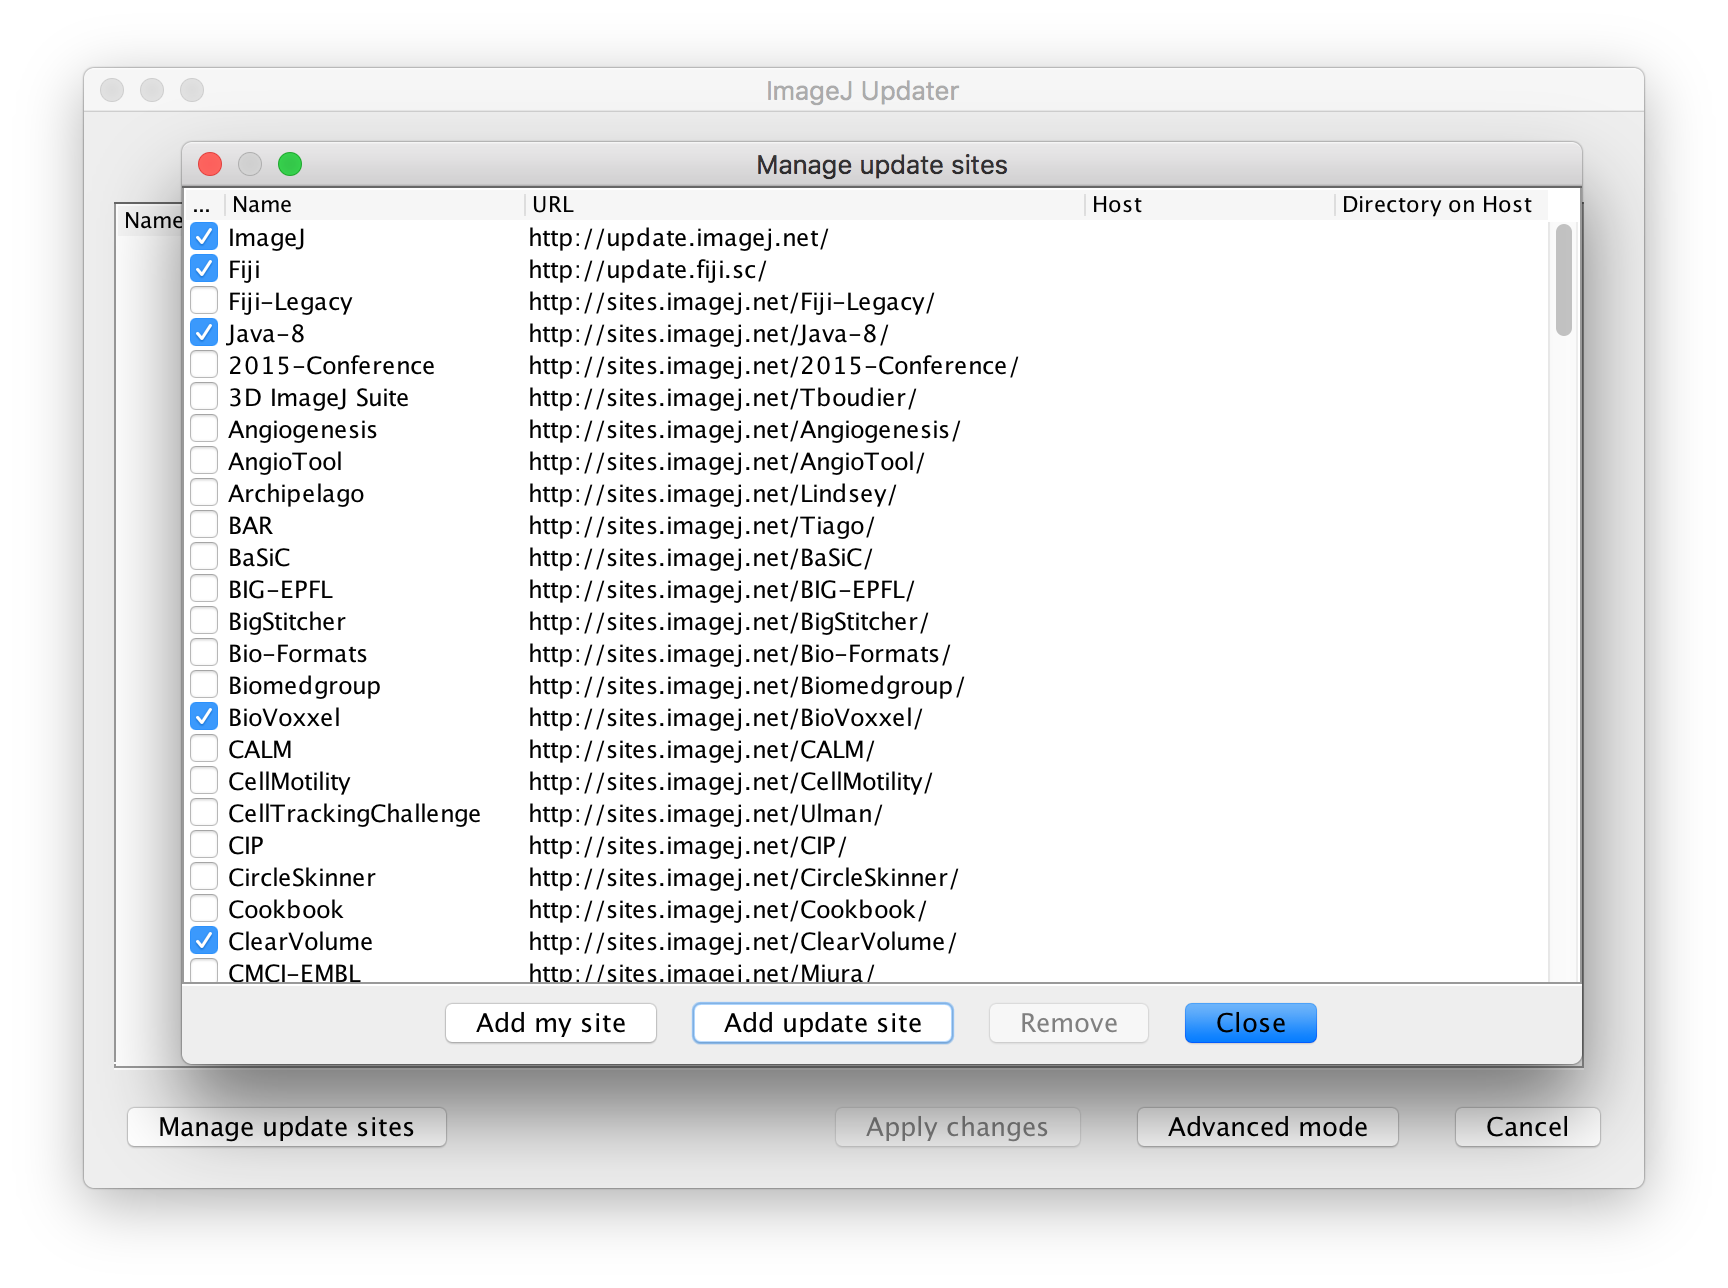 ImageJ Updater
Manage update sites
Name
... Name URL Host Directory on Host
ImageJ http://update.imagej.net/
Fiji http://update.fiji.sc/
Fiji-Legacy http://sites.imagej.net/Fiji-Legacy/
Java-8 http://sites.imagej.net/Java-8/
2015-Conference http://sites.imagej.net/2015-Conference/
3D ImageJ Suite http://sites.imagej.net/Tboudier/
Angiogenesis http://sites.imagej.net/Angiogenesis/
AngioTool http://sites.imagej.net/AngioTool/
Archipelago http://sites.imagej.net/Lindsey/
BAR http://sites.imagej.net/Tiago/
BaSiC http://sites.imagej.net/BaSiC/
BIG-EPFL http://sites.imagej.net/BIG-EPFL/
BigStitcher http://sites.imagej.net/BigStitcher/
Bio-Formats http://sites.imagej.net/Bio-Formats/
Biomedgroup http://sites.imagej.net/Biomedgroup/
BioVoxxel http://sites.imagej.net/BioVoxxel/
CALM http://sites.imagej.net/CALM/
CellMotility http://sites.imagej.net/CellMotility/
CellTrackingChallenge http://sites.imagej.net/Ulman/
CIP http://sites.imagej.net/CIP/
CircleSkinner http://sites.imagej.net/CircleSkinner/
Cookbook http://sites.imagej.net/Cookbook/
ClearVolume http://sites.imagej.net/ClearVolume/
CMCI-EMBL http://sites.imagej.net/Miura/
Add my site Add update site Remove Close
Manage update sites Apply changes Advanced mode Cancel